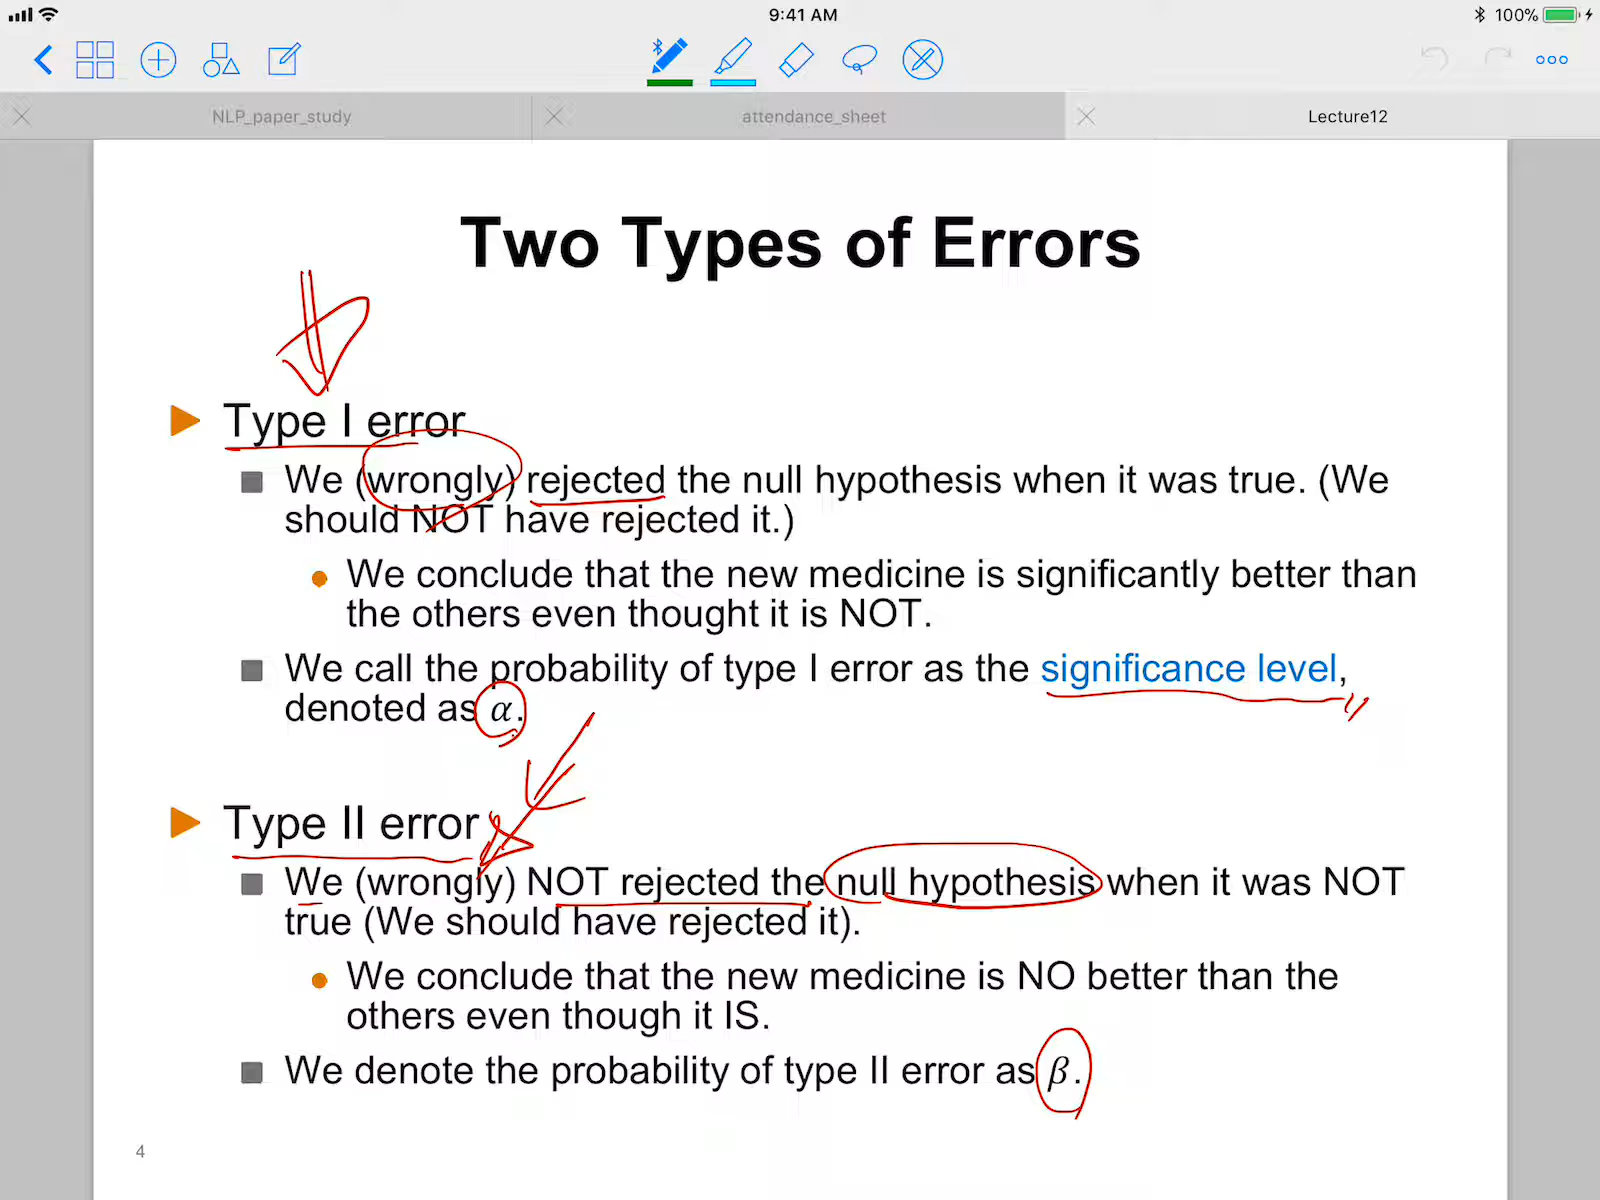 9:41 AM
100%
NLP_paper_study
attendance_sheet
Lecture12
Two Types of Errors
Type I error
We (wrongly) rejected the null hypothesis when it was true. (We
should NOT have rejected it.)
We conclude that the new medicine is significantly better than
the others even thought it is NOT.
We call the probability of type I error as the significance level,
denoted as α.
Type II error
We (wrongly) NOT rejected the null hypothesis when it was NOT
true (We should have rejected it).
We conclude that the new medicine is NO better than the
others even though it IS.
We denote the probability of type II error as β.
4